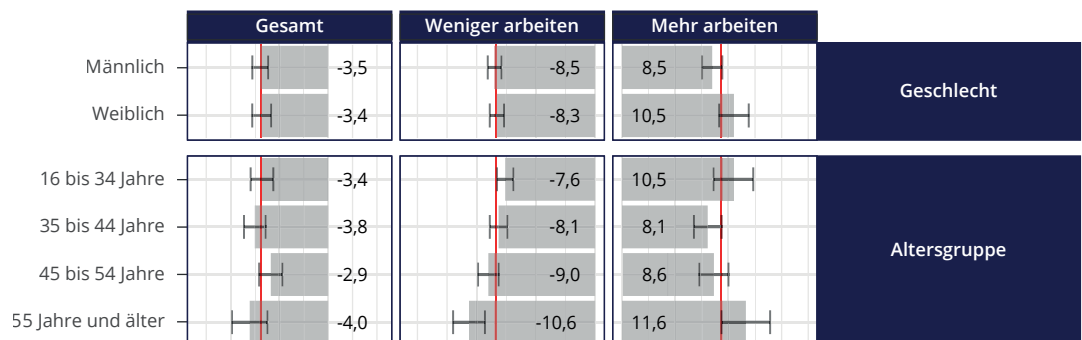 Gesamt Weniger arbeiten Mehr arbeiten
Männlich -3,5 -8,5 8,5
Geschlecht
Weiblich -3,4 -8,3 10,5
16 bis 34 Jahre -3,4 -7,6 10,5
35 bis 44 Jahre -3,8 -8,1 8,1
Altersgruppe
45 bis 54 Jahre -2,9 -9,0 8,6
55 Jahre und älter -4,0 -10,6 11,6